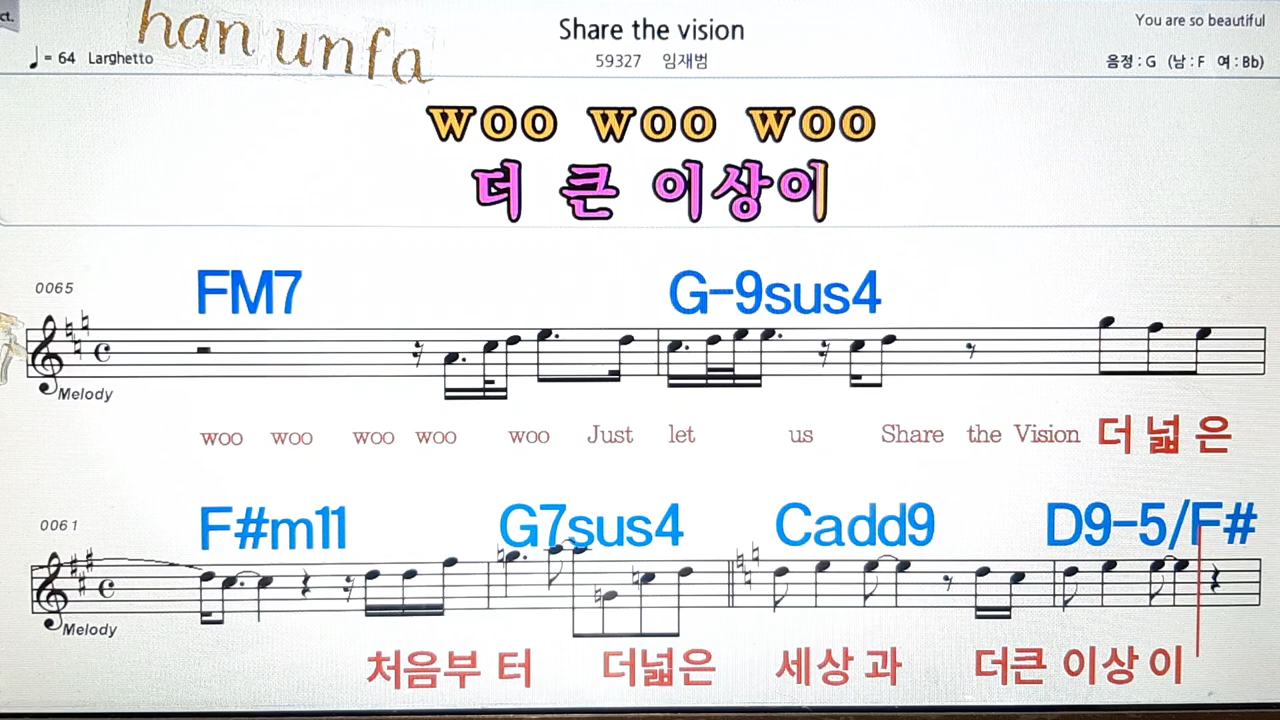 ct.
han unfa
Share the vision
You are so beautiful
♩ = 64 Larghetto
59327 임재범
음정 : G (남 : F 여 : Bb)
woo woo woo
더 큰 이상이
0065
FM7 G-9sus4
Melody
woo woo woo woo woo Just let us Share the Vision 더 넓 은
0061
F#m11 G7sus4 Cadd9 D9-5/F#
Melody
처음부 터 더넓은 세상 과 더큰 이상 이